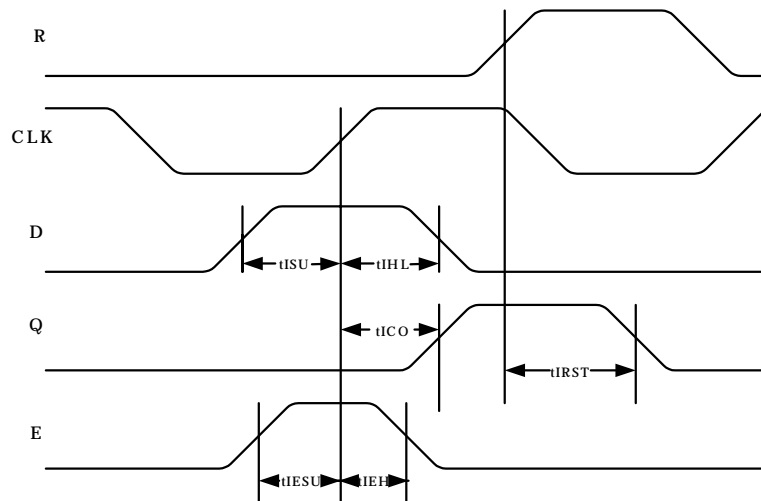 R
CLK
D
tISU
tIHL
Q
tICO
tIRST
E
tIESU
tIEH